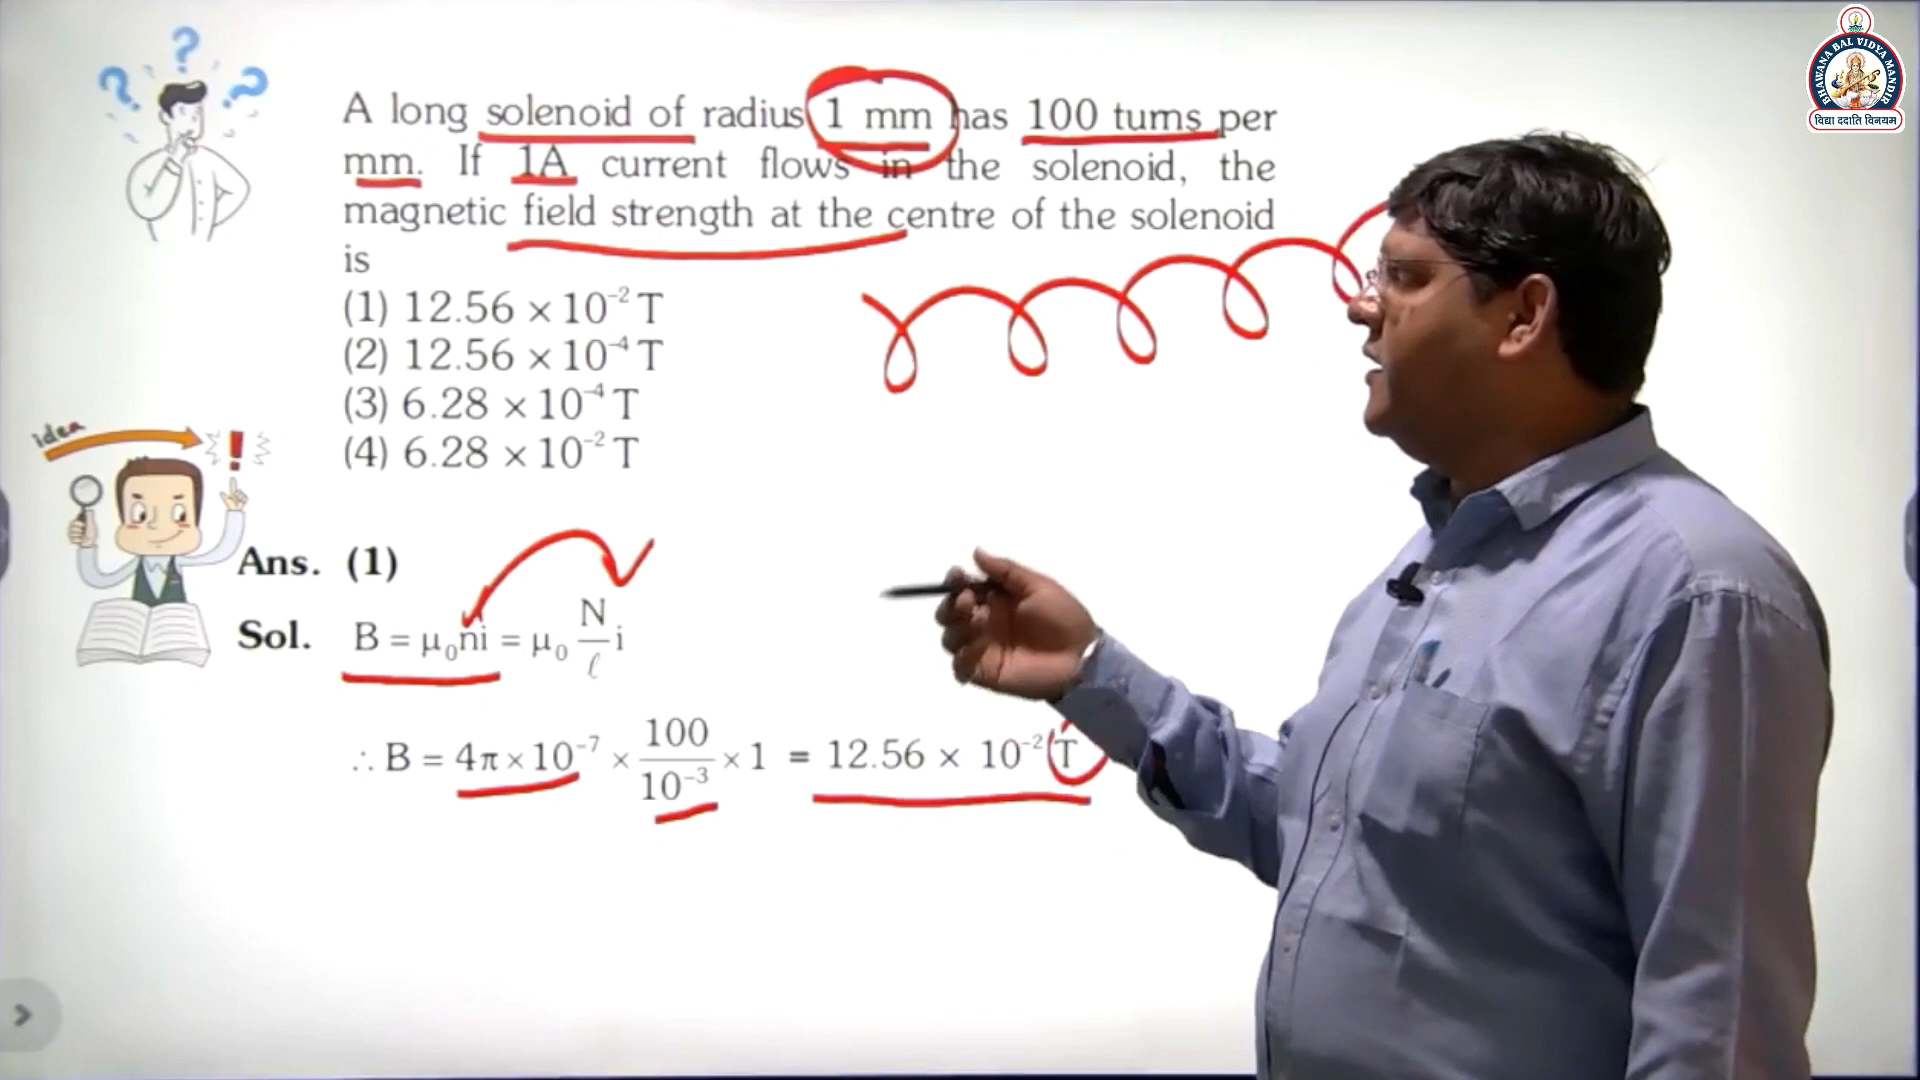 BHAWANA BAL VIDYA MANDIR
विद्या ददाति विनयम
A long solenoid of radius 1 mm has 100 turns per
mm. If 1A current flows in the solenoid, the
magnetic field strength at the centre of the solenoid
is
(1) 12.56 × 10⁻² T
(2) 12.56 × 10⁻⁴ T
(3) 6.28 × 10⁻⁴ T
(4) 6.28 × 10⁻² T
idea
Ans. (1)
Sol. B = μ₀ni = μ₀ N/ℓ i
∴ B = 4π × 10⁻⁷ × 100/10⁻³ × 1 = 12.56 × 10⁻² T